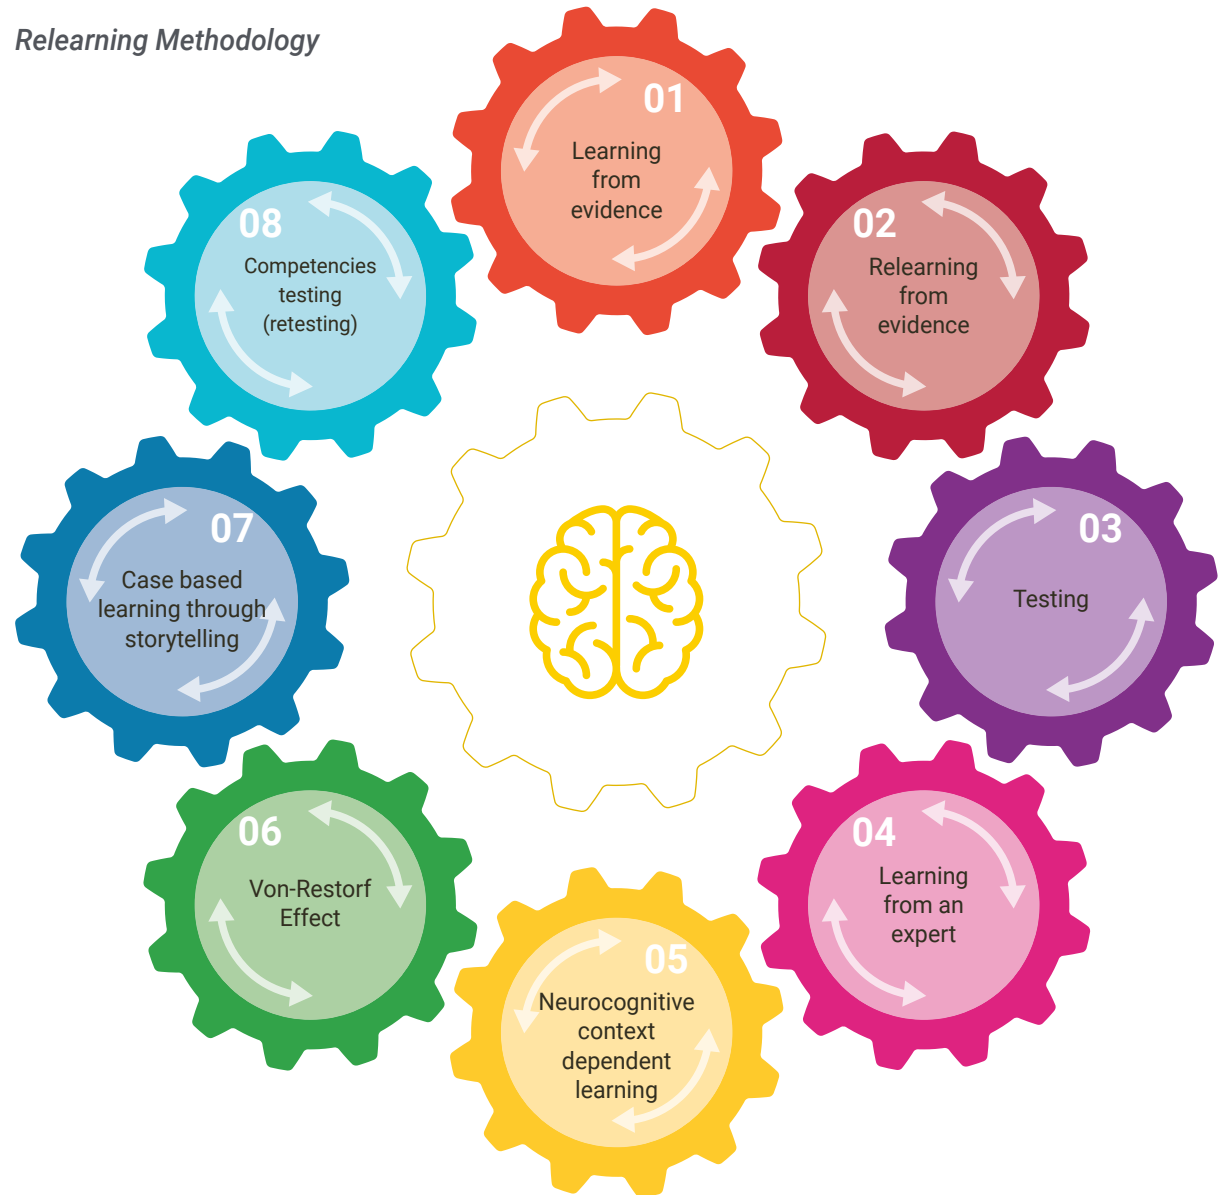 Relearning Methodology
01
Learning
from
evidence
02
Relearning
from
evidence
03
Testing
04
Learning
from an
expert
05
Neurocognitive
context
dependent
learning
06
Von-Restorf
Effect
07
Case based
learning through
storytelling
08
Competencies
testing
(retesting)